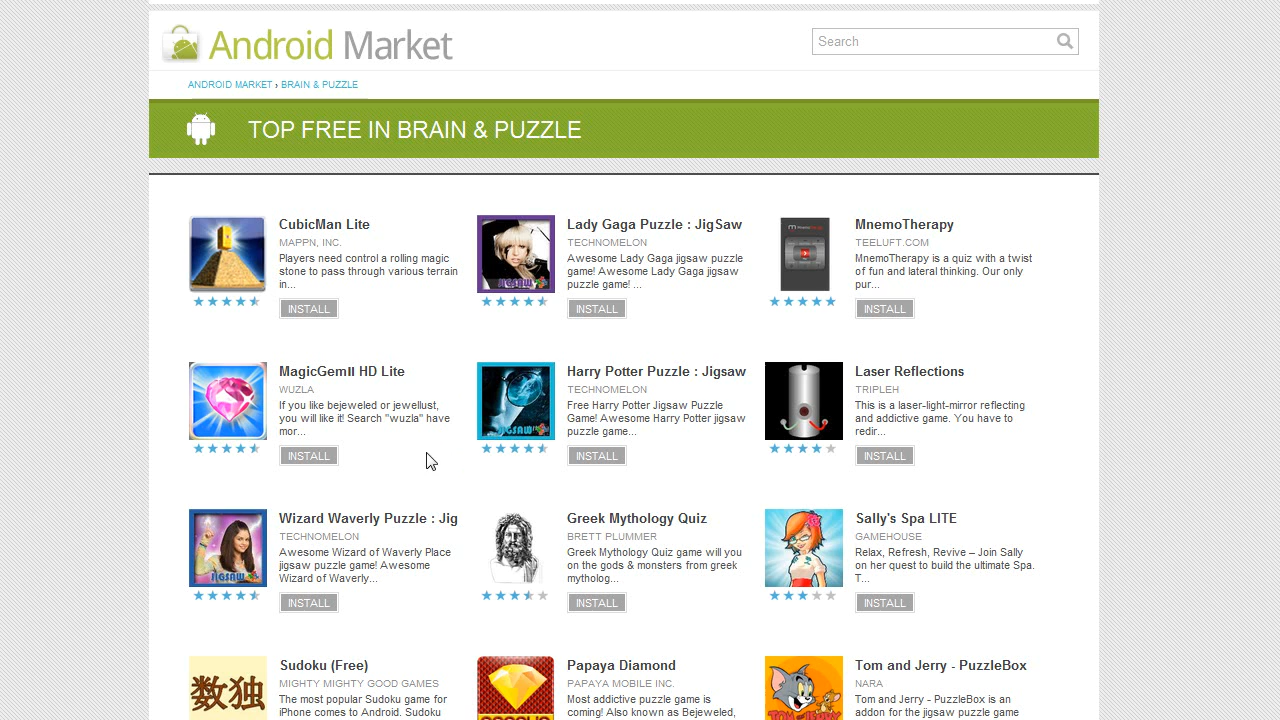 Android Market
Search
ANDROID MARKET › BRAIN & PUZZLE
TOP FREE IN BRAIN & PUZZLE
CubicMan Lite
MAPPN, INC.
Players need control a rolling magic
stone to pass through various terrain
in...
INSTALL
Lady Gaga Puzzle : JigSaw
TECHNOMELON
Awesome Lady Gaga jigsaw puzzle
game! Awesome Lady Gaga jigsaw
puzzle game! ...
JIGSAW
INSTALL
MnemoTherapy
TEELUFT.COM
MnemoTherapy is a quiz with a twist
of fun and lateral thinking. Our only
pur...
INSTALL
MagicGemII HD Lite
WUZLA
If you like bejeweled or jewellust,
you will like it! Search "wuzla" have
mor...
INSTALL
Harry Potter Puzzle : Jigsaw
TECHNOMELON
Free Harry Potter Jigsaw Puzzle
Game! Awesome Harry Potter jigsaw
puzzle game...
JIGSAW
INSTALL
Laser Reflections
TRIPLEH
This is a laser-light-mirror reflecting
and addictive game. You have to
redir...
INSTALL
Wizard Waverly Puzzle : Jig
TECHNOMELON
Awesome Wizard of Waverly Place
jigsaw puzzle game! Awesome
Wizard of Waverly...
JIGSAW
INSTALL
Greek Mythology Quiz
BRETT PLUMMER
Greek Mythology Quiz game will you
on the gods & monsters from greek
mytholog...
INSTALL
Sally's Spa LITE
GAMEHOUSE
Relax, Refresh, Revive – Join Sally
on her quest to build the ultimate Spa.
T...
INSTALL
数独
Sudoku (Free)
MIGHTY MIGHTY GOOD GAMES
The most popular Sudoku game for
iPhone comes to Android. Sudoku
Papaya Diamond
PAPAYA MOBILE INC.
Most addictive puzzle game is
coming! Also known as Bejeweled,
TOM and JERRY
Tom and Jerry - PuzzleBox
NARA
Tom and Jerry - PuzzleBox is an
addon for the jigsaw puzzle game